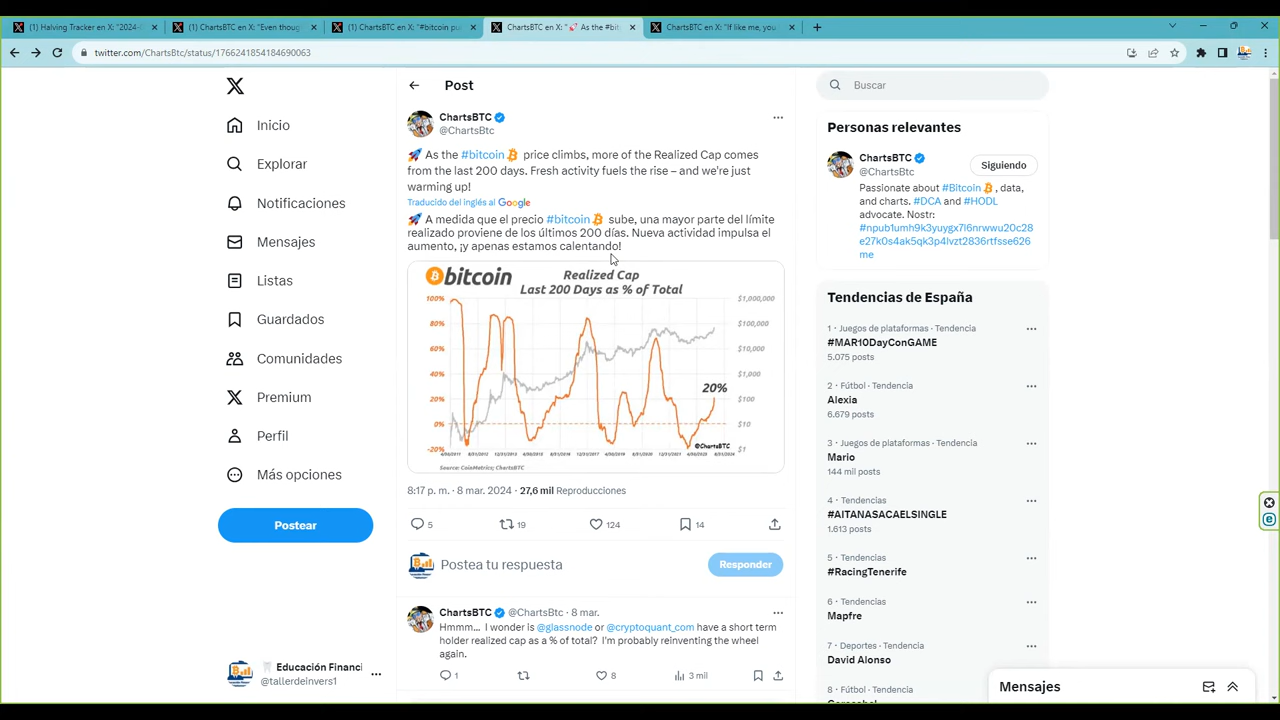 (1) Halving Tracker en X: "2024-
(1) ChartsBTC en X: "Even thoug
(1) ChartsBTC en X: "#bitcoin pu
ChartsBTC en X: "🚀 As the #bit
ChartsBTC en X: "If like me, you
twitter.com/ChartsBtc/status/1766241854184690063
Inicio
Explorar
Notificaciones
Mensajes
Listas
Guardados
Comunidades
Premium
Perfil
Más opciones
Postear
Educación Financi
@tallerdeinvers1
Post
ChartsBTC
@ChartsBtc
🚀 As the #bitcoin price climbs, more of the Realized Cap comes
from the last 200 days. Fresh activity fuels the rise – and we're just
warming up!
Traducido del inglés al Google
🚀 A medida que el precio #bitcoin sube, una mayor parte del límite
realizado proviene de los últimos 200 días. Nueva actividad impulsa el
aumento, ¡y apenas estamos calentando!
bitcoin
Realized Cap
Last 200 Days as % of Total
100%
80%
60%
40%
20%
0%
-20%
$1,000,000
$100,000
$10,000
$1,000
$100
$10
$1
20%
@ChartsBTC
Source: CoinMetrics; ChartsBTC
8:17 p. m. · 8 mar. 2024 · 27,6 mil Reproducciones
5
19
124
14
Postea tu respuesta
Responder
ChartsBTC @ChartsBtc · 8 mar.
Hmmm... I wonder is @glassnode or @cryptoquant_com have a short term
holder realized cap as a % of total? I'm probably reinventing the wheel
again.
1
8
3 mil
Buscar
Personas relevantes
ChartsBTC
@ChartsBtc
Siguiendo
Passionate about #Bitcoin, data,
and charts. #DCA and #HODL
advocate. Nostr:
#npub1umh9k3yuygx7l6nrwwu20c28
e27k0s4ak5qk3p4lvzt2836rtfsse626
me
Tendencias de España
1 · Juegos de plataformas · Tendencia
#MAR10DayConGAME
5.075 posts
2 · Fútbol · Tendencia
Alexia
6.679 posts
3 · Juegos de plataformas · Tendencia
Mario
144 mil posts
4 · Tendencias
#AITANASACAELSINGLE
1.613 posts
5 · Tendencias
#RacingTenerife
6 · Tendencias
Mapfre
7 · Deportes · Tendencia
David Alonso
8 · Fútbol · Tendencia
Mensajes